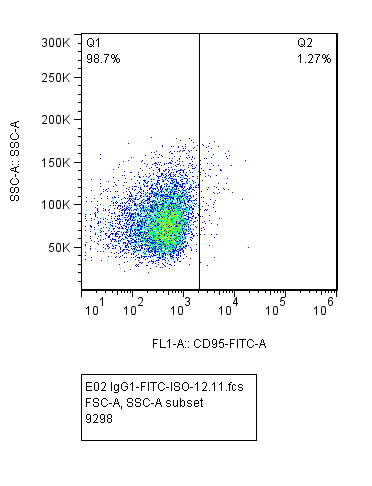 300K
Q1
Q2
98.7%
1.27%
250K
200K
150K
100K
50K
SSC-A:: SSC-A
10^1
10^2
10^3
10^4
10^5
10^6
FL1-A:: CD95-FITC-A
E02 IgG1-FITC-ISO-12.11.fcs
FSC-A, SSC-A subset
9298